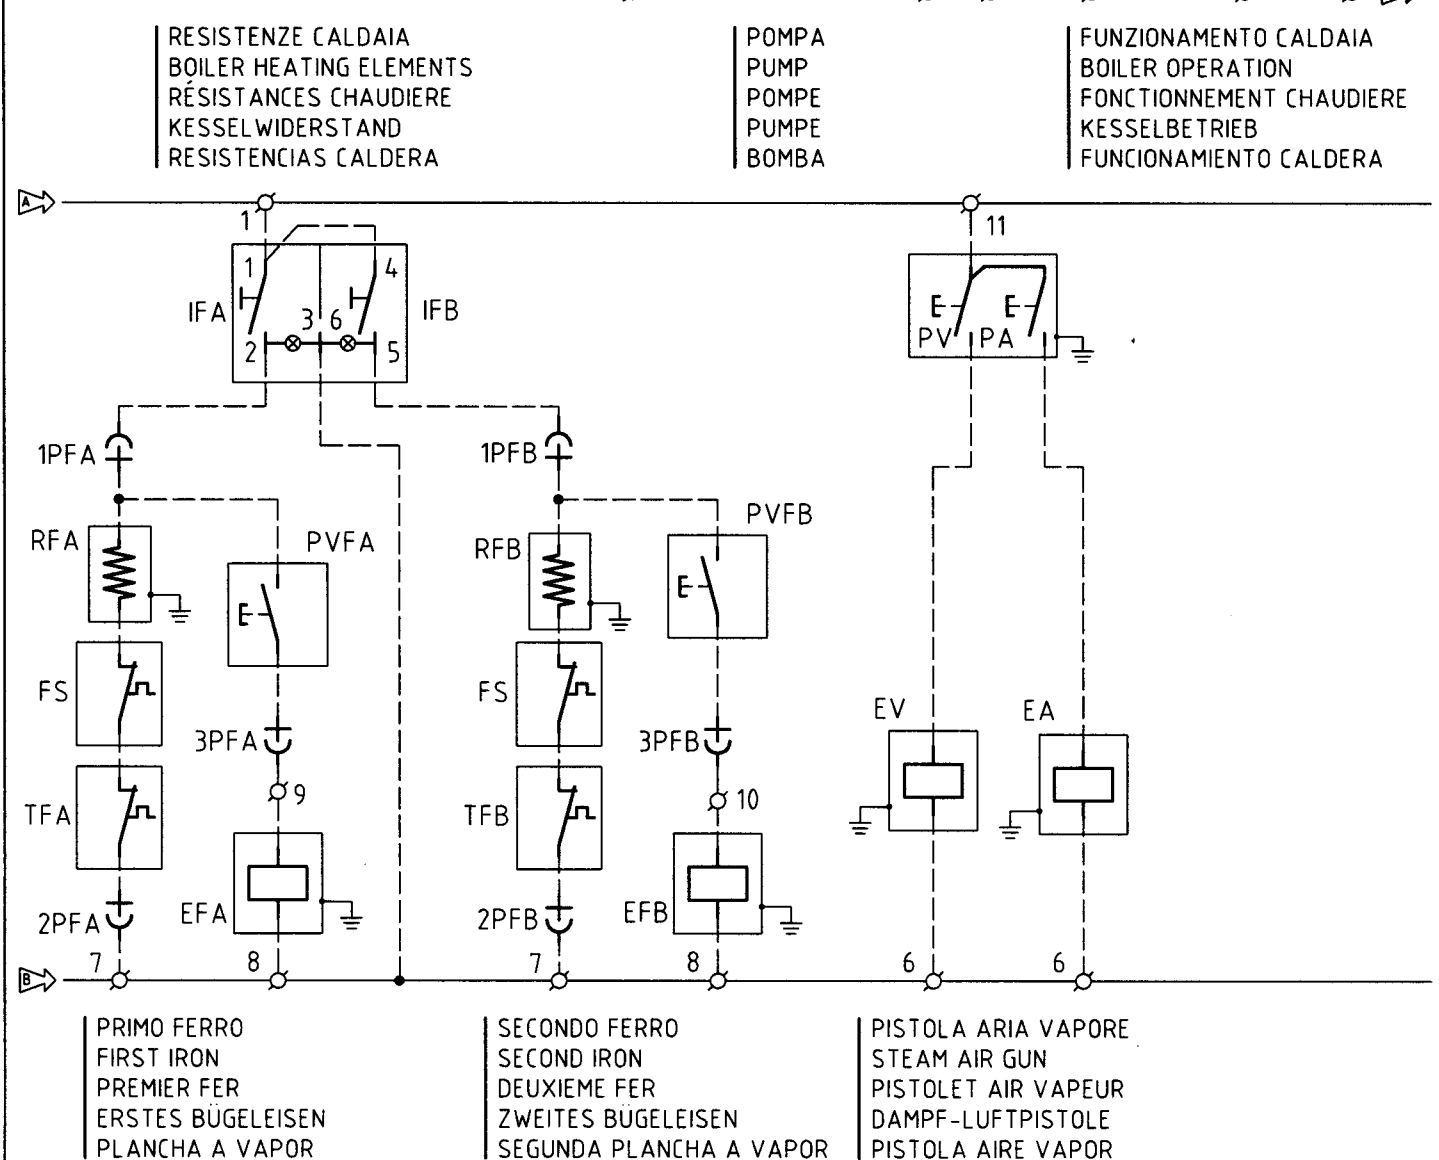 RESISTENZE CALDAIA
BOILER HEATING ELEMENTS
RÉSISTANCES CHAUDIERE
KESSELWIDERSTAND
RESISTENCIAS CALDERA
POMPA
PUMP
POMPE
PUMPE
BOMBA
FUNZIONAMENTO CALDAIA
BOILER OPERATION
FONCTIONNEMENT CHAUDIERE
KESSELBETRIEB
FUNCIONAMIENTO CALDERA
A
1
11
1
4
IFA
3
6
IFB
2
5
PV
PA
1PFA
1PFB
RFA
PVFA
RFB
PVFB
FS
FS
3PFA
3PFB
EV
EA
9
10
TFA
TFB
2PFA
EFA
2PFB
EFB
B
7
8
7
8
6
6
PRIMO FERRO
FIRST IRON
PREMIER FER
ERSTES BÜGELEISEN
PLANCHA A VAPOR
SECONDO FERRO
SECOND IRON
DEUXIEME FER
ZWEITES BÜGELEISEN
SEGUNDA PLANCHA A VAPOR
PISTOLA ARIA VAPORE
STEAM AIR GUN
PISTOLET AIR VAPEUR
DAMPF-LUFTPISTOLE
PISTOLA AIRE VAPOR